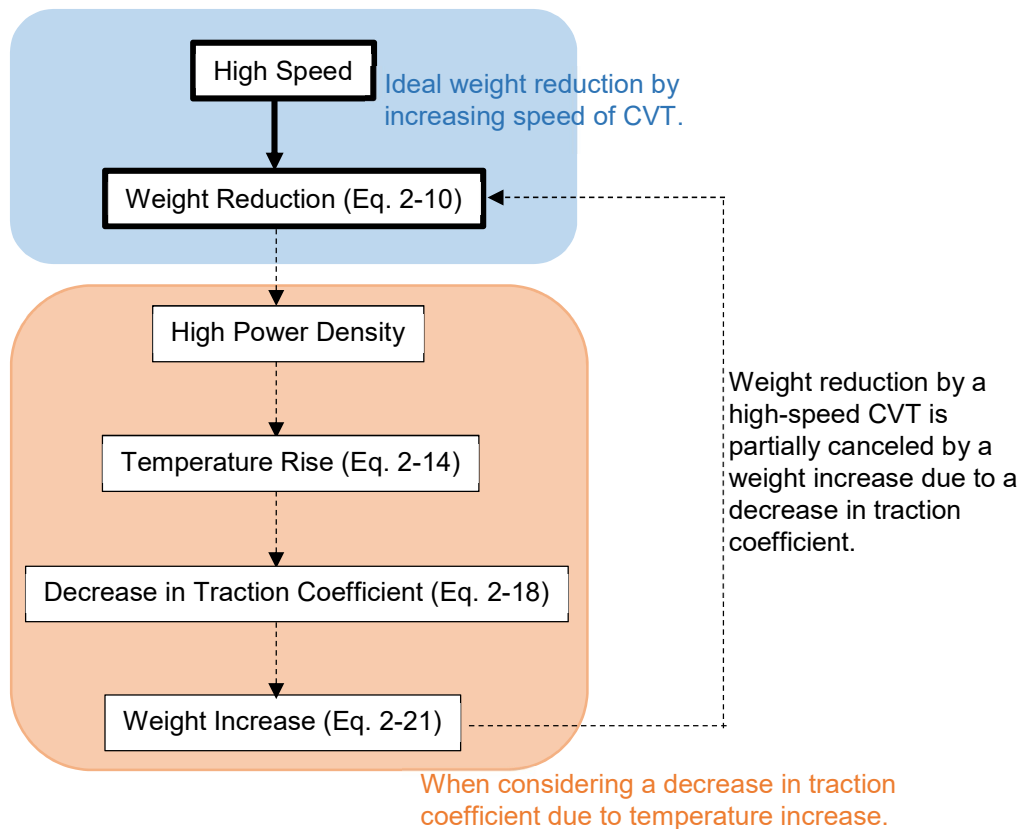 High Speed
Ideal weight reduction by
increasing speed of CVT.
Weight Reduction (Eq. 2-10)
High Power Density
Temperature Rise (Eq. 2-14)
Decrease in Traction Coefficient (Eq. 2-18)
Weight Increase (Eq. 2-21)
Weight reduction by a
high-speed CVT is
partially canceled by a
weight increase due to a
decrease in traction
coefficient.
When considering a decrease in traction
coefficient due to temperature increase.